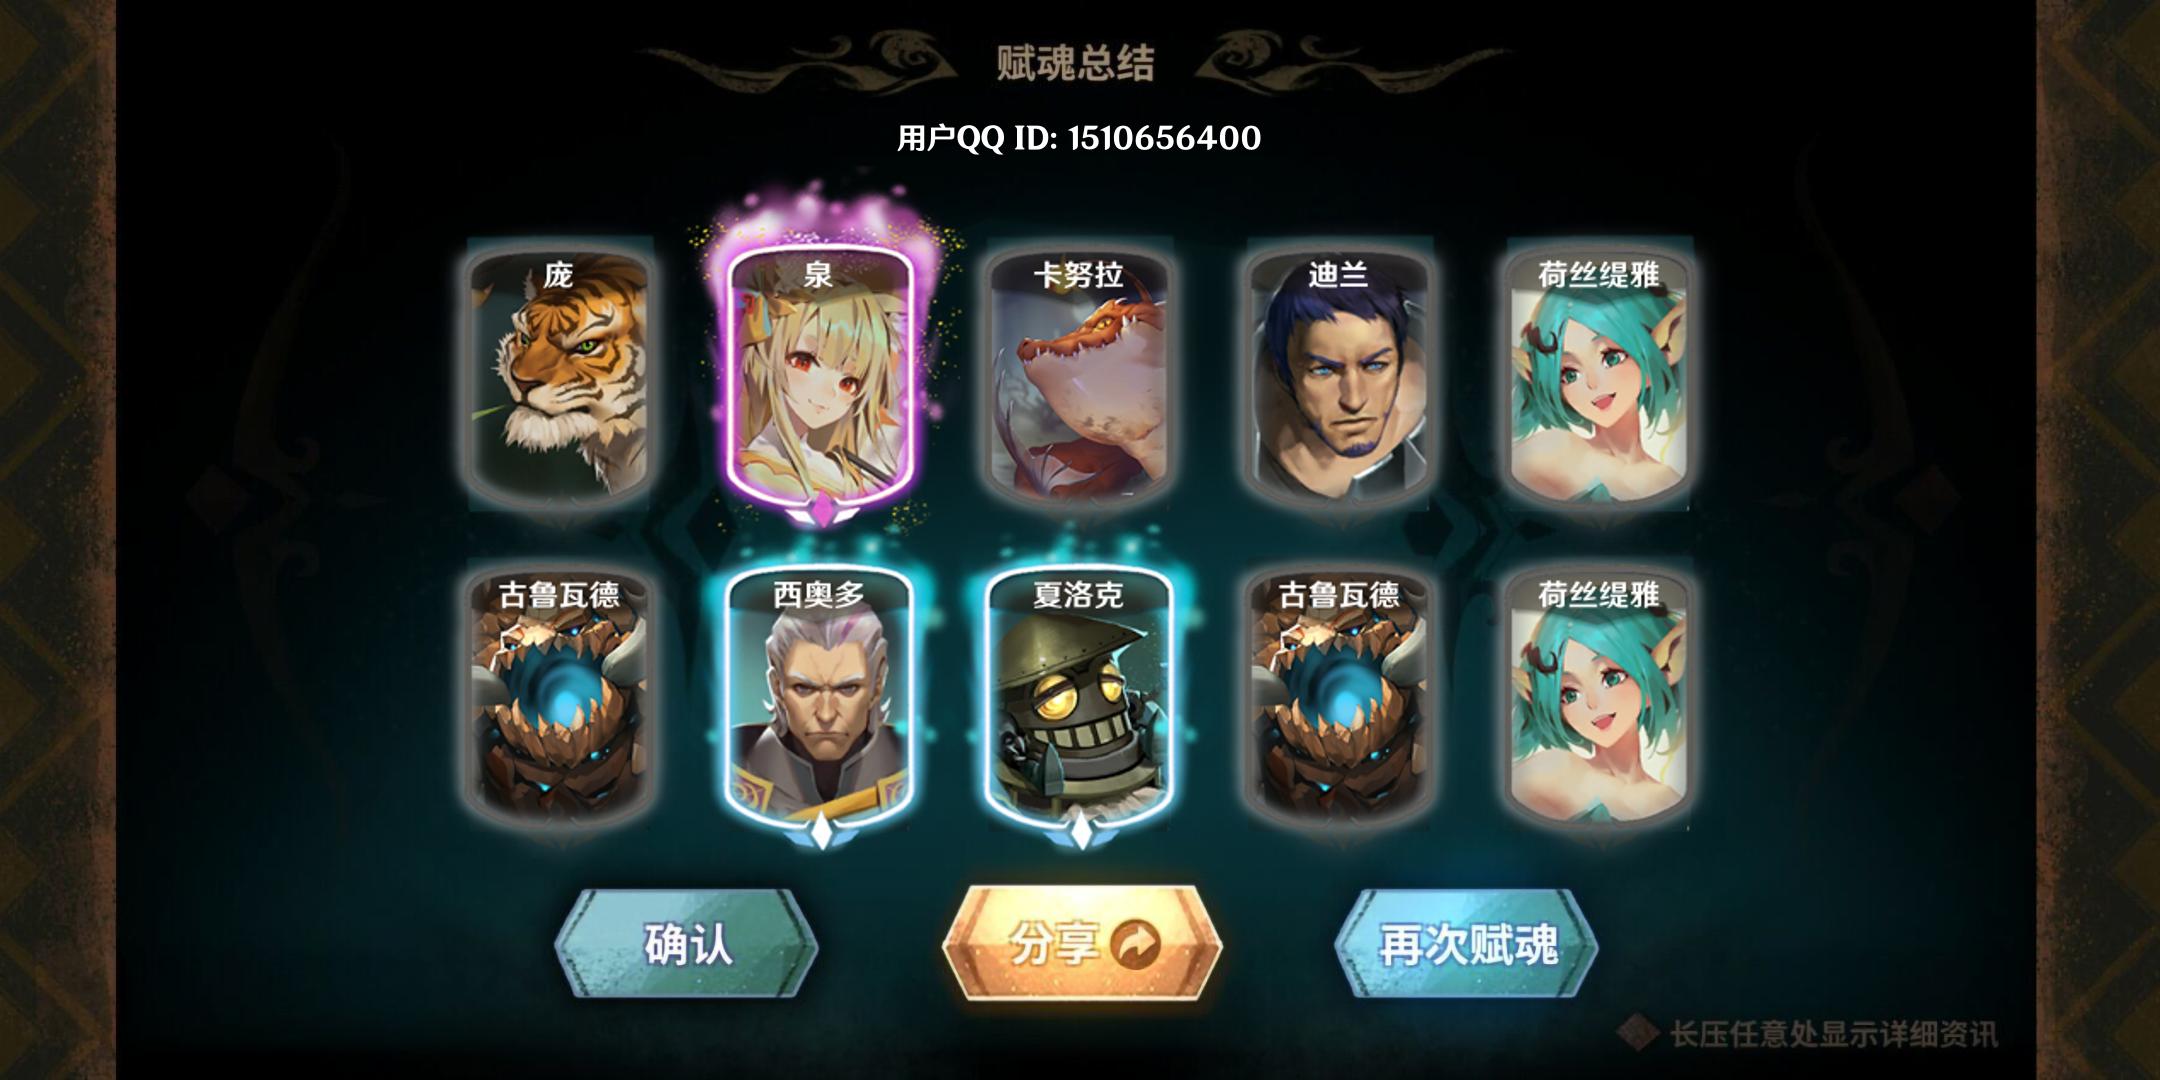 赋魂总结
用户QQ ID: 1510656400
庞
泉
卡努拉
迪兰
荷丝缇雅
古鲁瓦德
西奥多
夏洛克
古鲁瓦德
荷丝缇雅
确认
分享
再次赋魂
长压任意处显示详细资讯